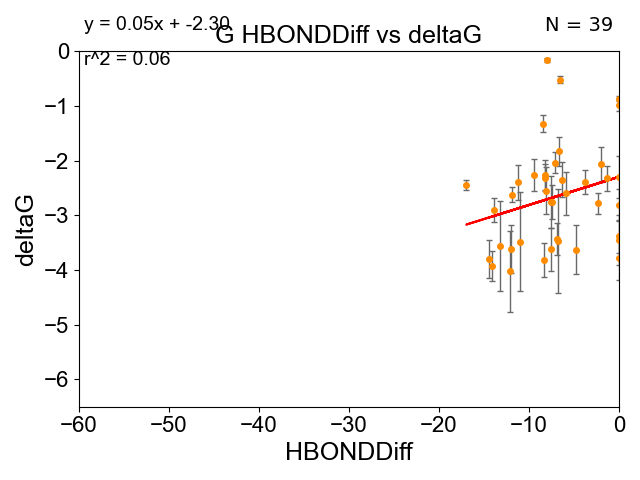 y = 0.05x + -2.30
N = 39
G HBONDDiff vs deltaG
r^2 = 0.06
0
−1
−2
−3
−4
−5
−6
deltaG
−60 −50 −40 −30 −20 −10 0
HBONDDiff